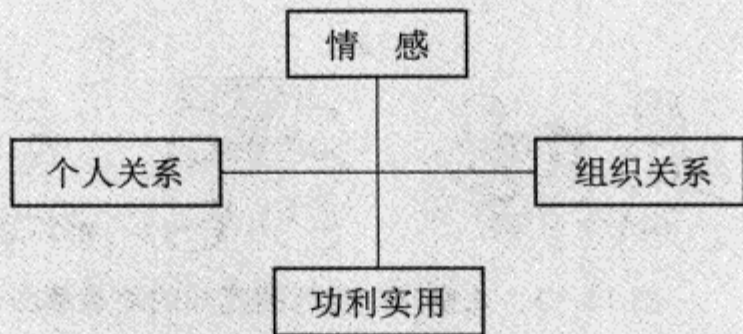 情 感
个人关系
组织关系
功利实用